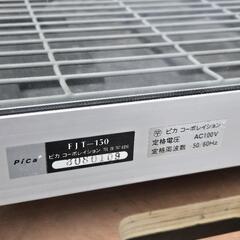 Pica
FJT-150
ピカ コーポレイション
ピカ コーポレイション
定格電圧 AC100V
定格周波数 50/60Hz